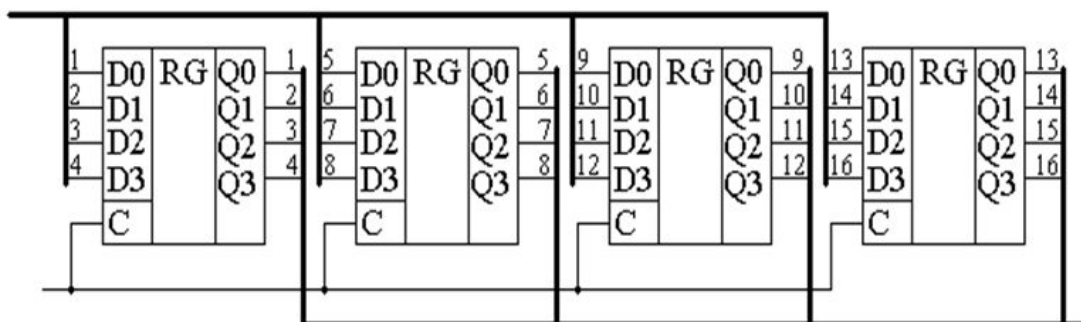 1 D0 RG Q0 1 5 D0 RG Q0 5 9 D0 RG Q0 9 13 D0 RG Q0 13
2 D1 Q1 2 6 D1 Q1 6 10 D1 Q1 10 14 D1 Q1 14
3 D2 Q2 3 7 D2 Q2 7 11 D2 Q2 11 15 D2 Q2 15
4 D3 Q3 4 8 D3 Q3 8 12 D3 Q3 12 16 D3 Q3 16
C C C C